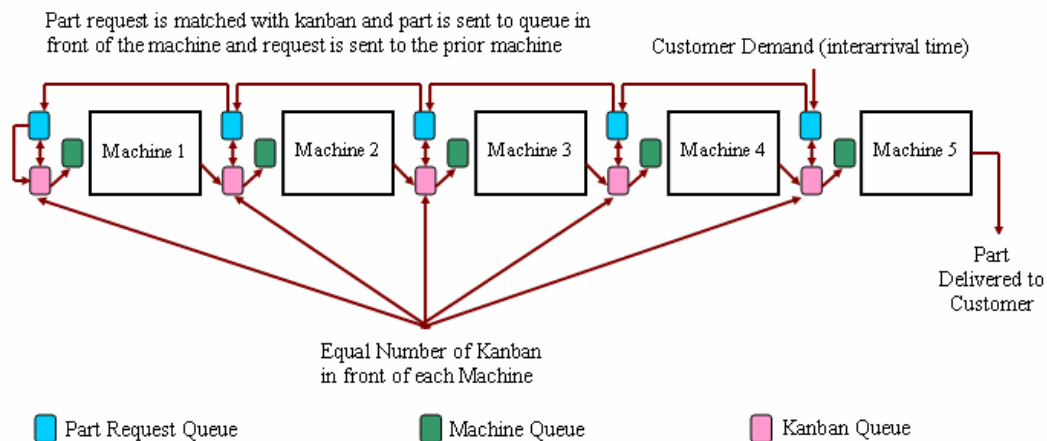 Part request is matched with kanban and part is sent to queue in
front of the machine and request is sent to the prior machine
Customer Demand (interarrival time)
Machine 1
Machine 2
Machine 3
Machine 4
Machine 5
Part
Delivered to
Customer
Equal Number of Kanban
in front of each Machine
Part Request Queue
Machine Queue
Kanban Queue